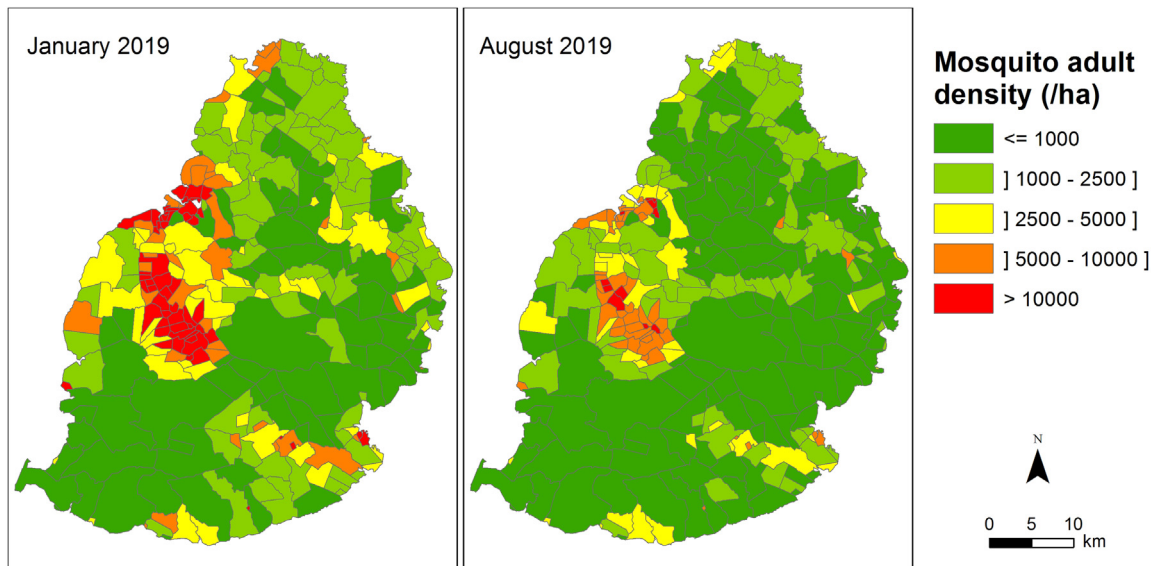 January 2019
August 2019
Mosquito adult
density (/ha)
<= 1000
] 1000 - 2500 ]
] 2500 - 5000 ]
] 5000 - 10000 ]
> 10000
N
0 5 10
km